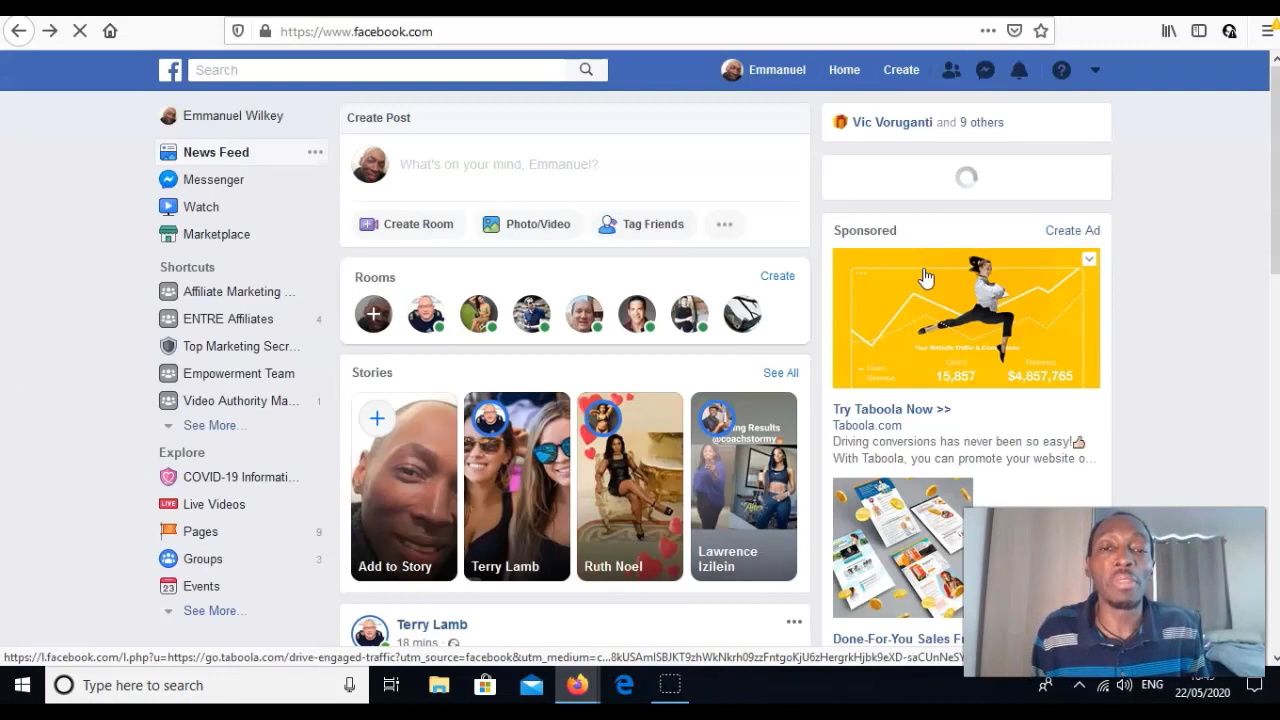 https://www.facebook.com
Search
Emmanuel
Home
Create
Emmanuel Wilkey
News Feed
Messenger
Watch
Marketplace
Shortcuts
Affiliate Marketing ...
ENTRE Affiliates 4
Top Marketing Secr...
Empowerment Team
Video Authority Ma... 1
See More...
Explore
COVID-19 Informati...
LIVE Live Videos
Pages 9
Groups 3
23 Events
See More...
Create Post
What's on your mind, Emmanuel?
Create Room
Photo/Video
Tag Friends
Rooms
Create
Stories
See All
@coachstormy
Add to Story
Terry Lamb
Ruth Noel
Lawrence
Izilein
Terry Lamb
18 mins
Vic Voruganti and 9 others
Sponsored
Create Ad
15,857
$4,857,765
Try Taboola Now >>
Taboola.com
Driving conversions has never been so easy!👍
With Taboola, you can promote your website o...
Done-For-You Sales
Type here to search
ENG
22/05/2020